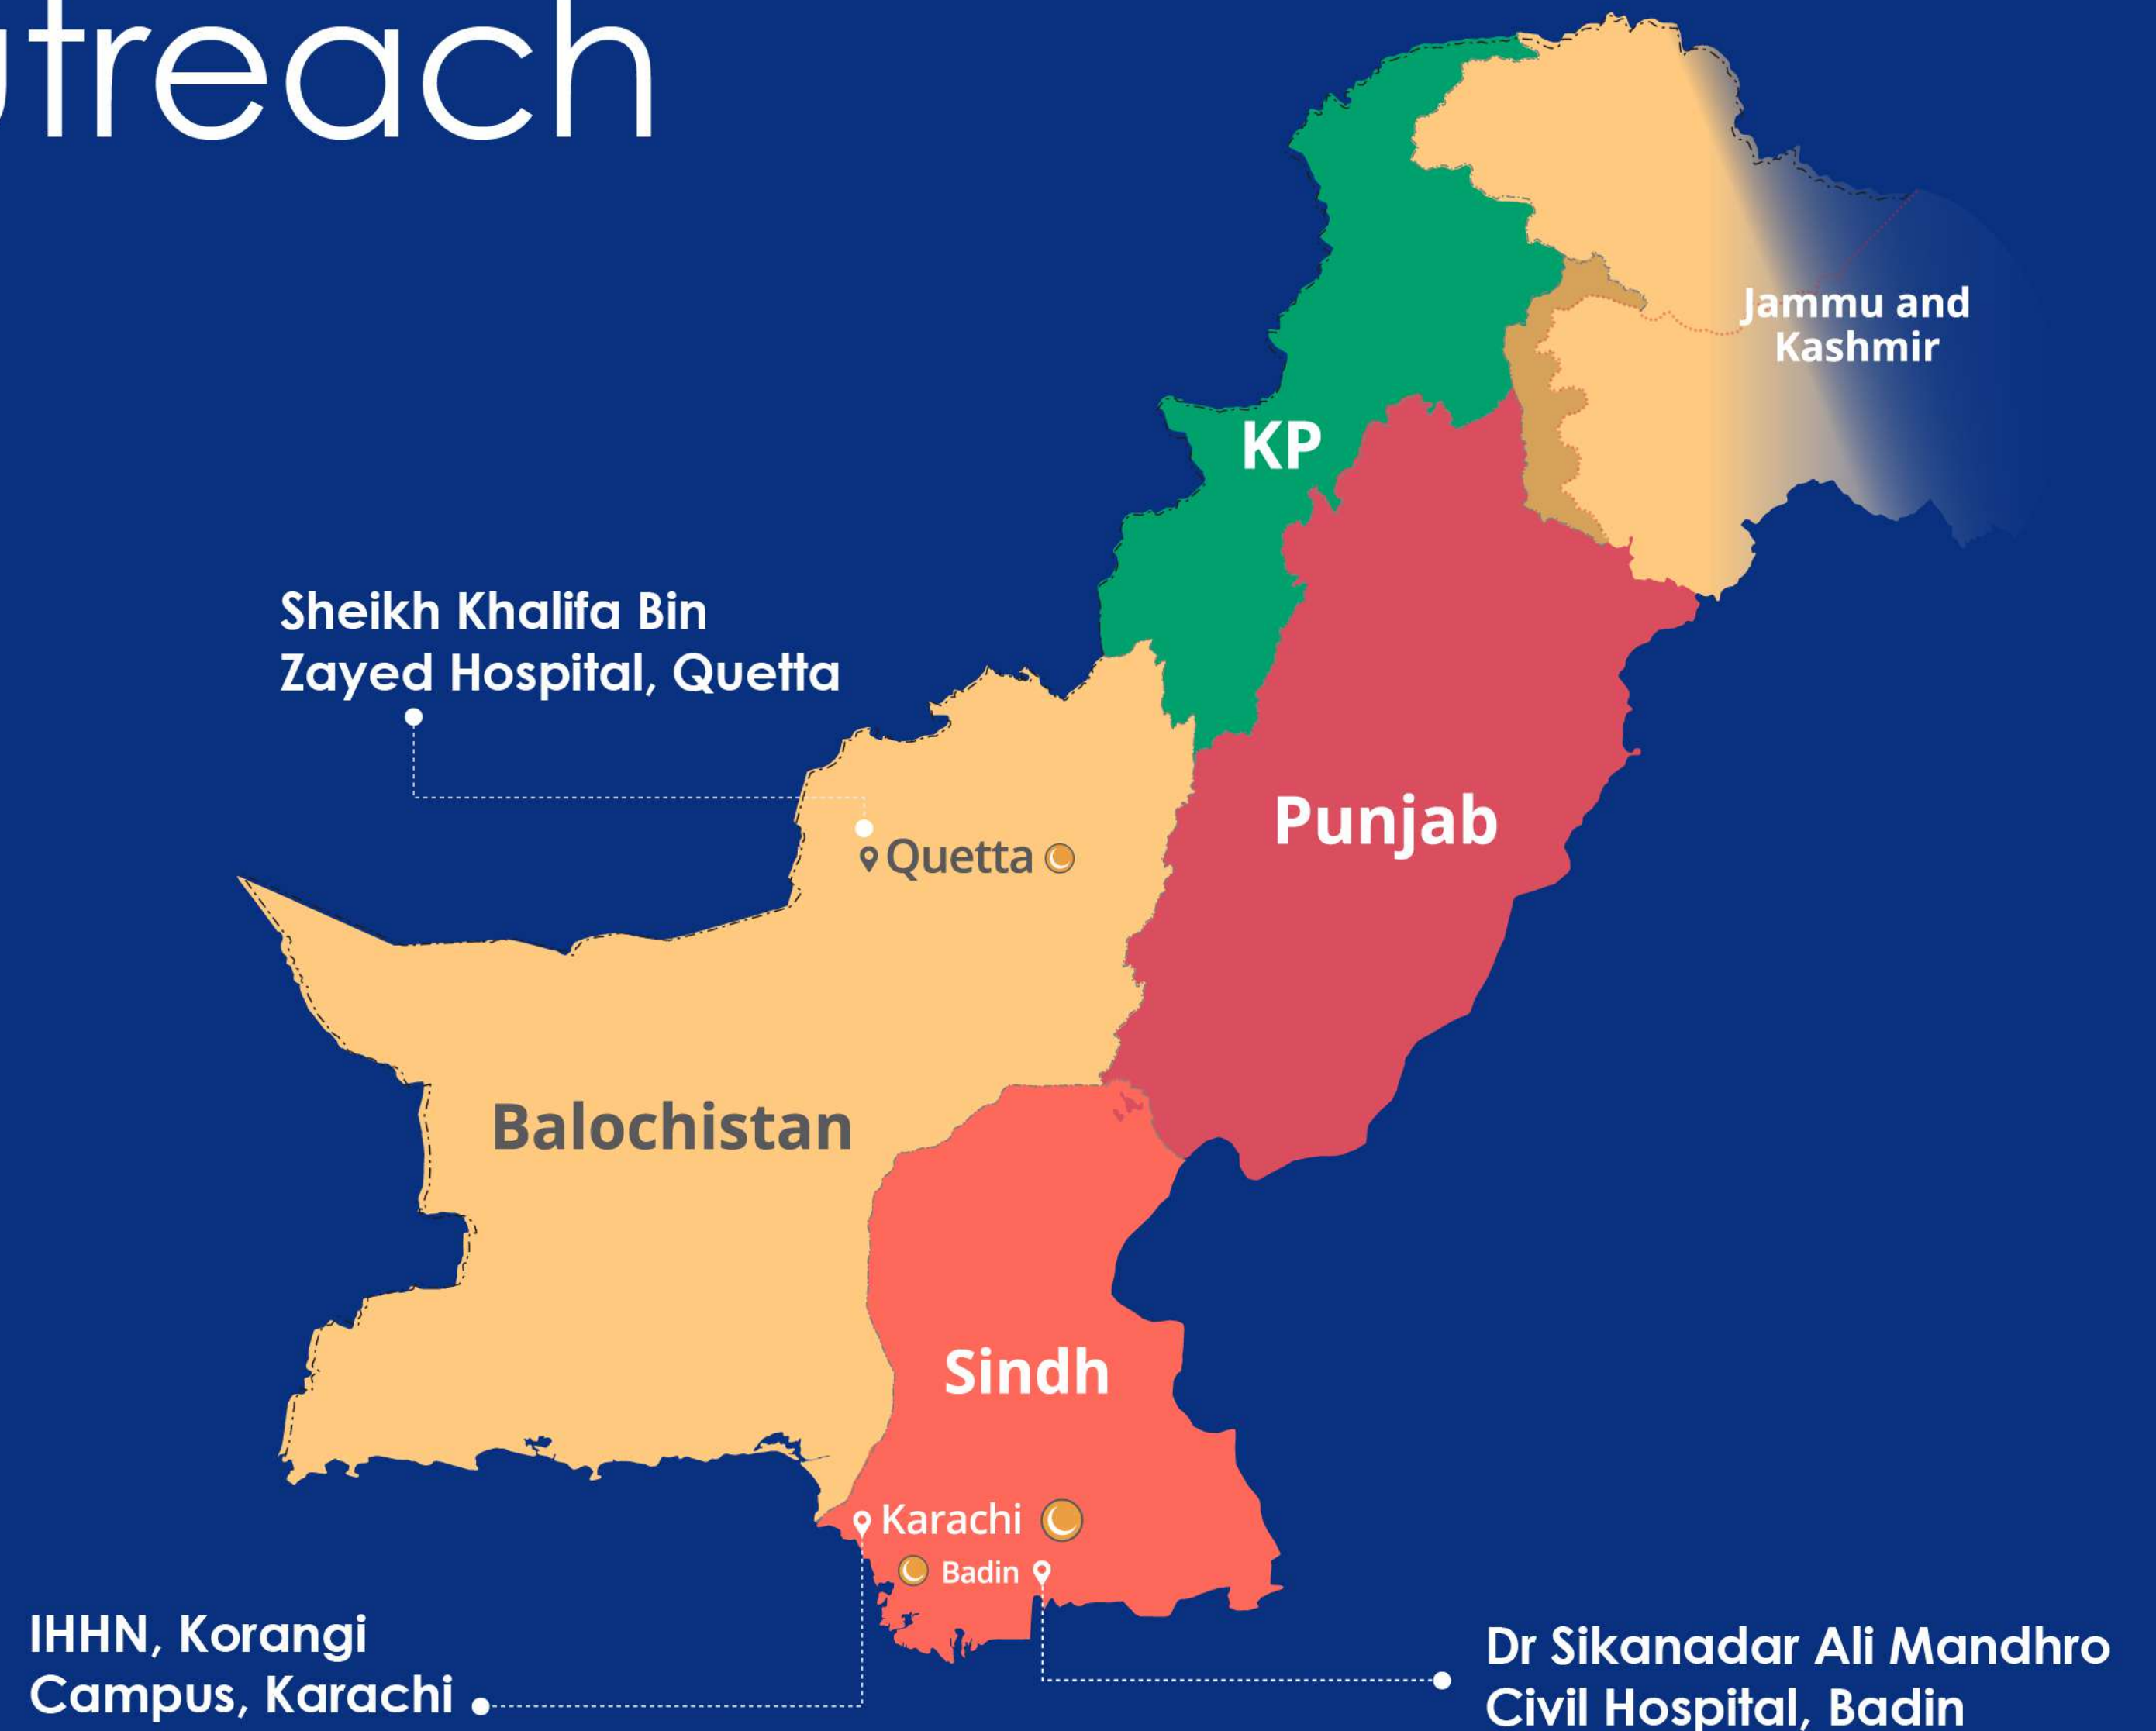 utreach
Jammu and
Kashmir
KP
Sheikh Khalifa Bin
Zayed Hospital, Quetta
Punjab
Quetta
Balochistan
Sindh
Karachi
Badin
IHHN, Korangi
Campus, Karachi
Dr Sikanadar Ali Mandhro
Civil Hospital, Badin